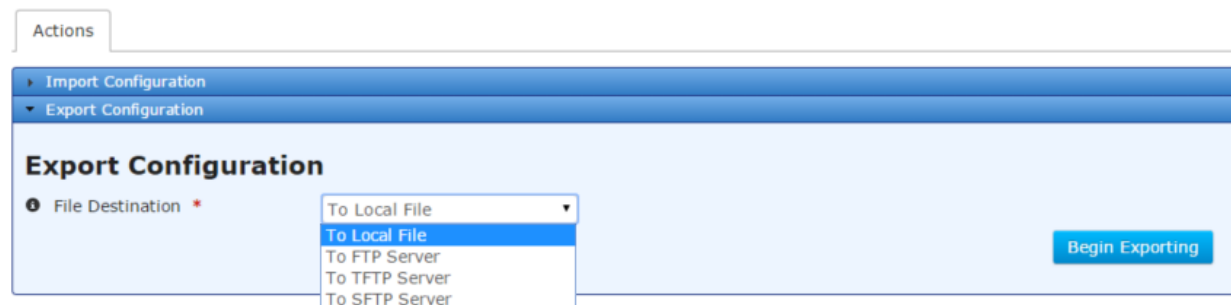 Actions
Import Configuration
Export Configuration
Export Configuration
File Destination *
To Local File
To Local File
To FTP Server
Begin Exporting
To TFTP Server
To SFTP Server